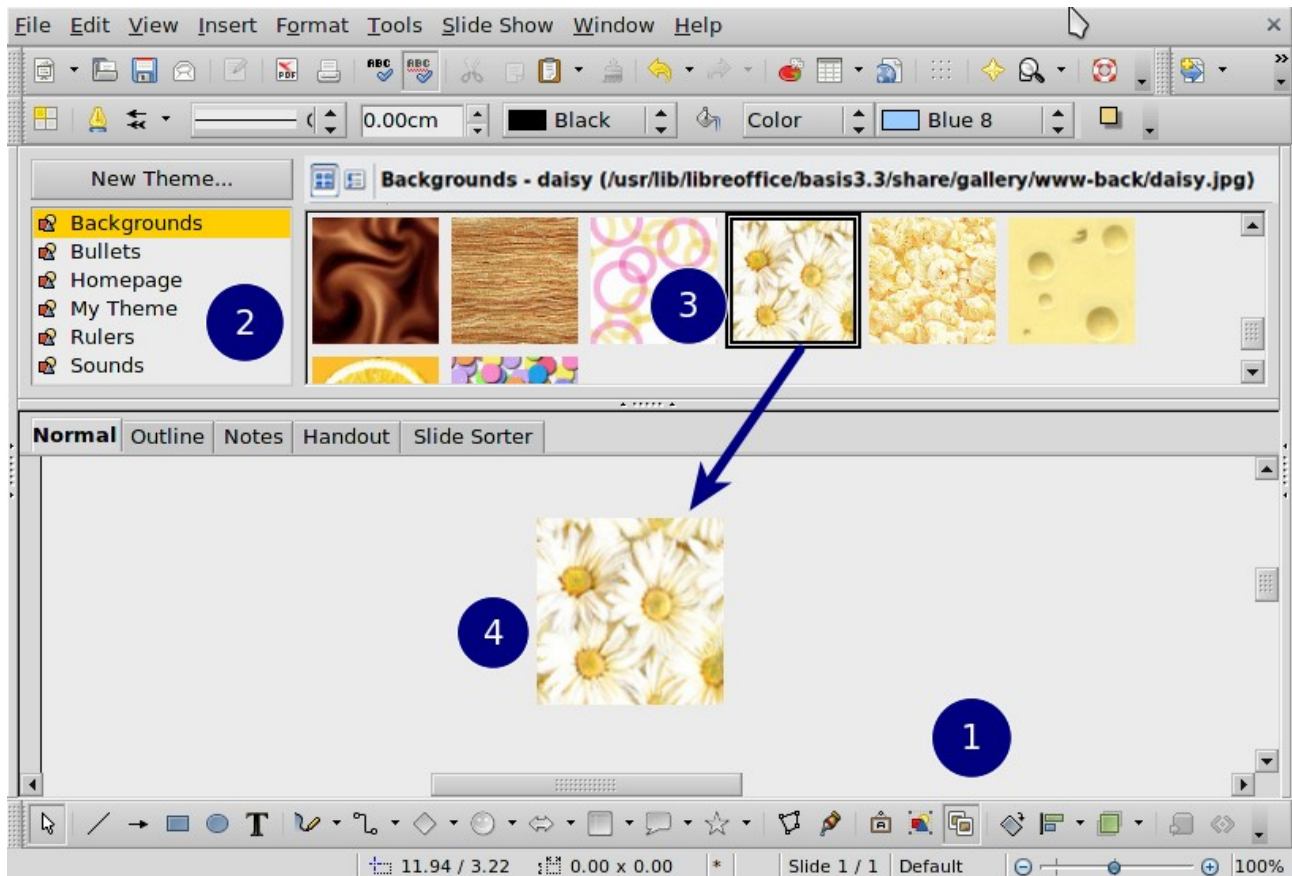 File Edit View Insert Format Tools Slide Show Window Help
PDF ABC ABC
0.00cm Black Color Blue 8
New Theme... Backgrounds - daisy (/usr/lib/libreoffice/basis3.3/share/gallery/www-back/daisy.jpg)
Backgrounds
Bullets
Homepage
My Theme
Rulers
Sounds
2
3
Normal Outline Notes Handout Slide Sorter
4
1
T
11.94 / 3.22 0.00 x 0.00 * Slide 1 / 1 Default 100%